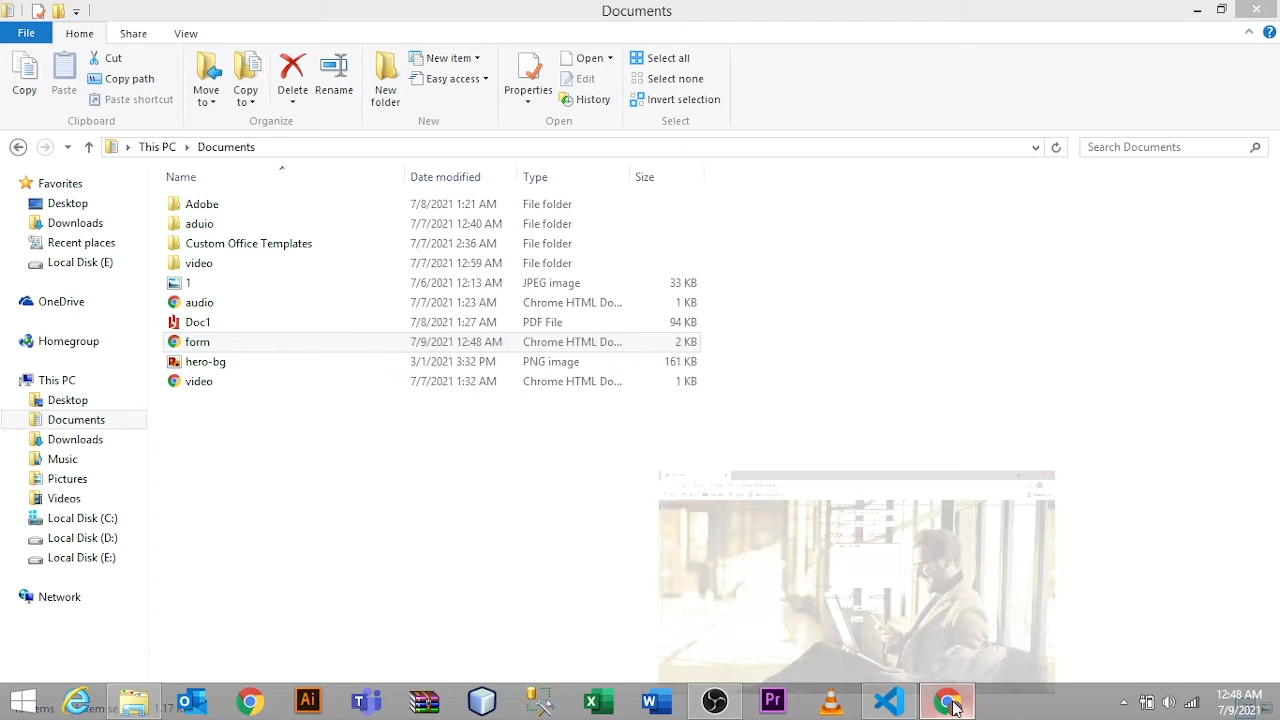 Documents
File Home Share View
Copy Paste Cut Copy path Paste shortcut Move to Copy to Delete Rename New folder New item Easy access Properties Open Edit History Select all Select none Invert selection
Clipboard Organize New Open Select
This PC Documents Search Documents
Name Date modified Type Size
Adobe 7/8/2021 1:21 AM File folder
aduio 7/7/2021 12:40 AM File folder
Custom Office Templates 7/7/2021 2:36 AM File folder
video 7/7/2021 12:59 AM File folder
1 7/6/2021 12:13 AM JPEG image 33 KB
audio 7/7/2021 1:23 AM Chrome HTML Do... 1 KB
Doc1 7/8/2021 1:27 AM PDF File 94 KB
form 7/9/2021 12:48 AM Chrome HTML Do... 2 KB
hero-bg 3/1/2021 3:32 PM PNG image 161 KB
video 7/7/2021 1:32 AM Chrome HTML Do... 1 KB
Favorites
Desktop
Downloads
Recent places
Local Disk (E)
OneDrive
Homegroup
This PC
Desktop
Documents
Downloads
Music
Pictures
Videos
Local Disk (C:)
Local Disk (D:)
Local Disk (E:)
Network
12:48 AM
7/9/2021